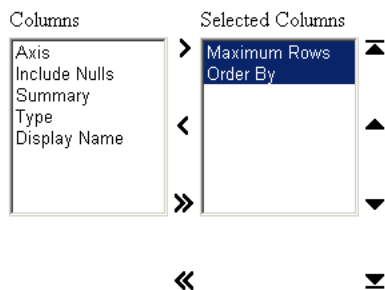 Columns
Selected Columns
Axis
Include Nulls
Summary
Type
Display Name
Maximum Rows
Order By